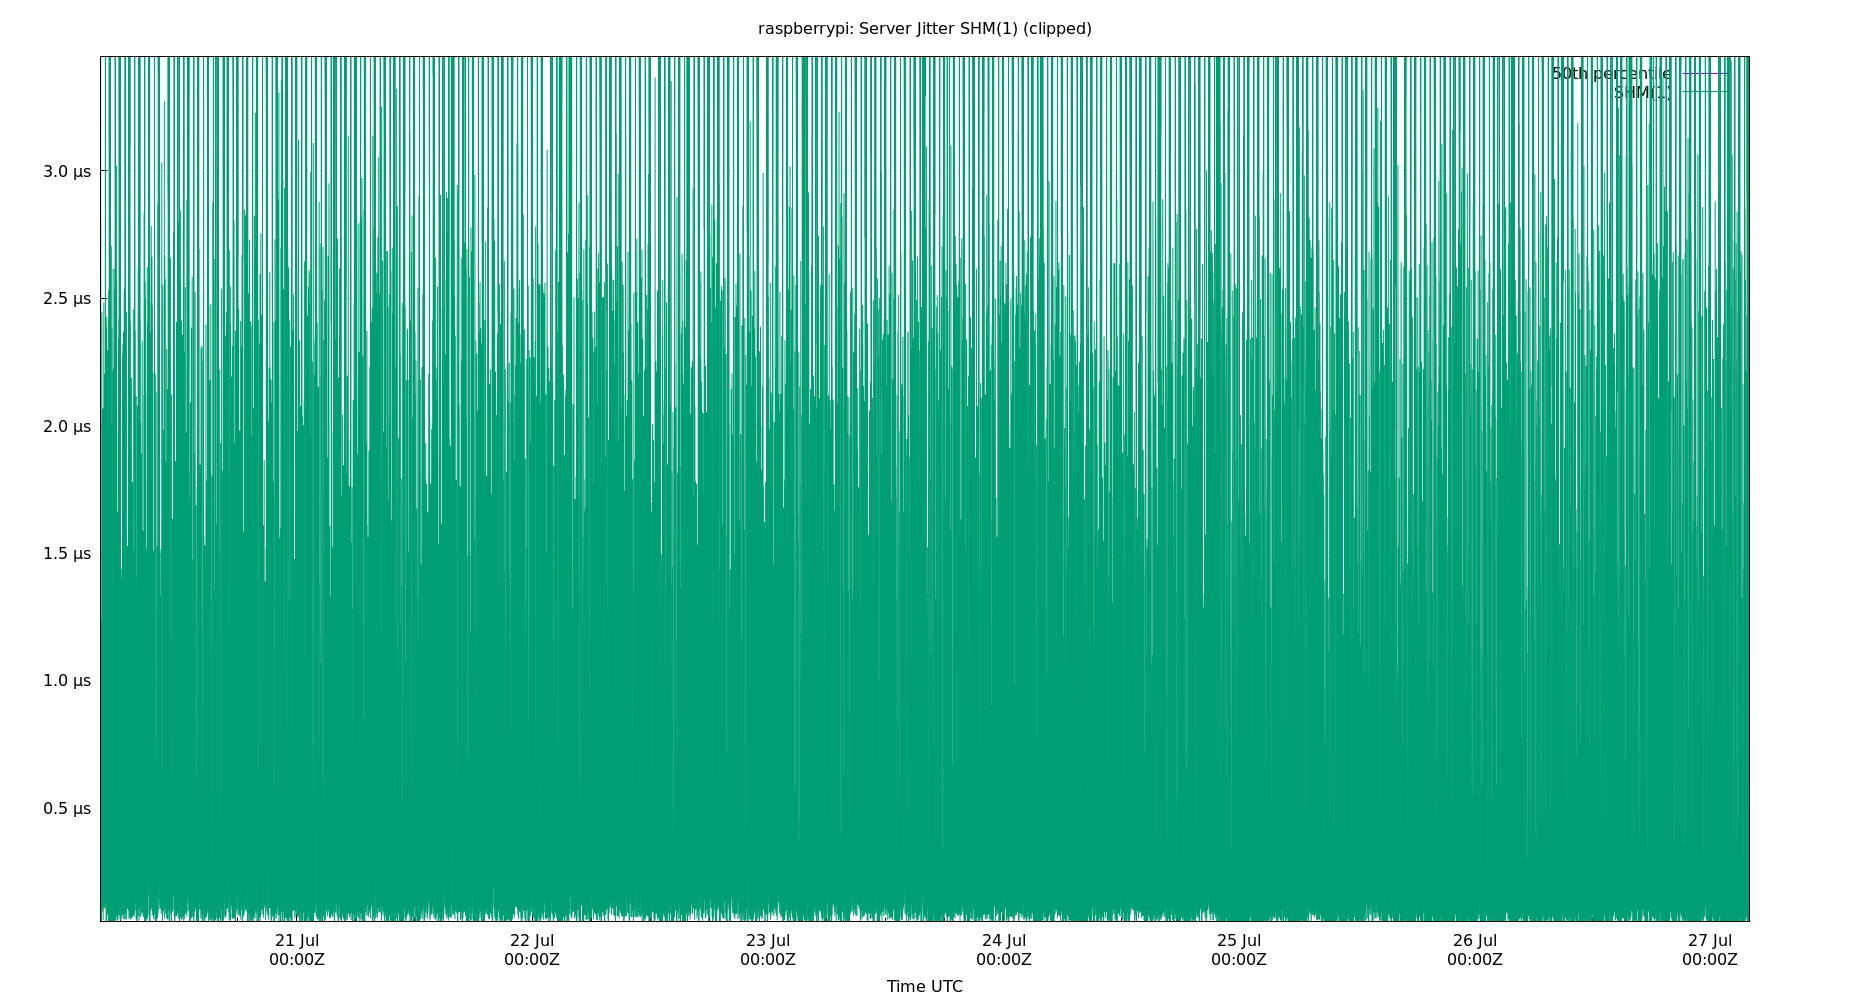 raspberrypi: Server Jitter SHM(1) (clipped)
50th percentile
SHM(1)
3.0 µs
2.5 µs
2.0 µs
1.5 µs
1.0 µs
0.5 µs
21 Jul 22 Jul 23 Jul 24 Jul 25 Jul 26 Jul 27 Jul
00:00Z 00:00Z 00:00Z 00:00Z 00:00Z 00:00Z 00:00Z
Time UTC